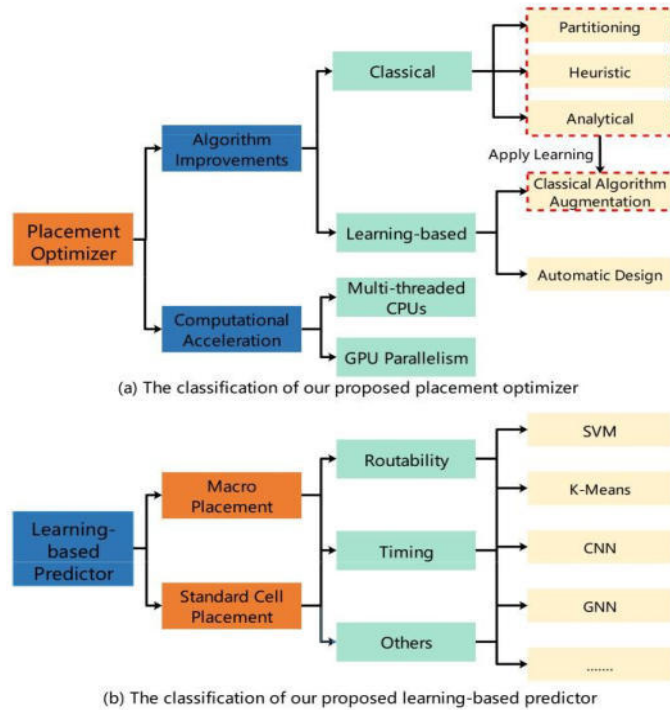 Partitioning
Classical
Heuristic
Algorithm
Improvements
Analytical
Apply Learning
Classical Algorithm
Augmentation
Placement
Optimizer
Learning-based
Automatic Design
Multi-threaded
CPUs
Computational
Acceleration
GPU Parallelism
(a) The classification of our proposed placement optimizer
SVM
Routability
Macro
Placement
K-Means
Learning-
based
Predictor
Timing
CNN
Standard Cell
Placement
GNN
Others
.......
(b) The classification of our proposed learning-based predictor